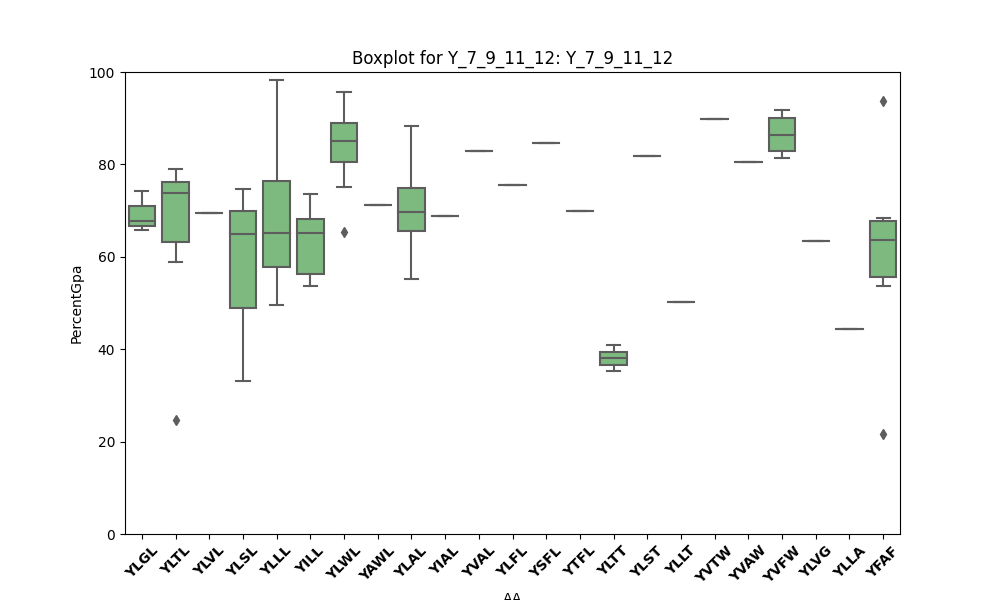 Boxplot for Y_7_9_11_12: Y_7_9_11_12
100
80
60
40
20
0
PercentGpa
YLGL YLTL YLVL YLSL YLLL YILL YLWL YAWL YLAL YIAL YVAL YLFL YSFL YTFL YLTT YLST YLLT YVTW YVAW YVFW YLVG YLLA YFAF
AA